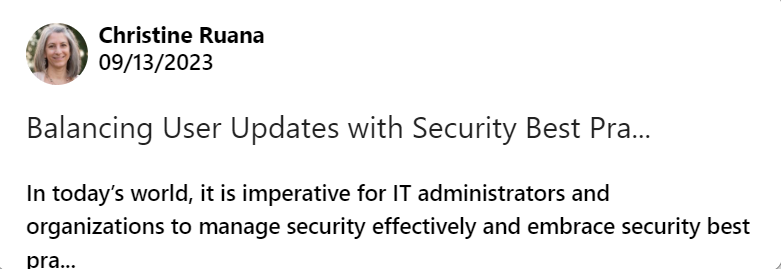 Christine Ruana
09/13/2023
Balancing User Updates with Security Best Pra...
In today’s world, it is imperative for IT administrators and
organizations to manage security effectively and embrace security best
pra...